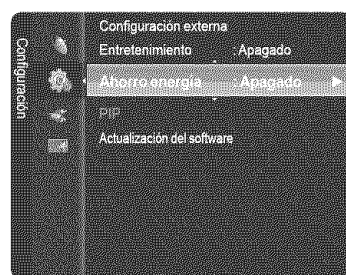 Configuración
Configuración externa
Entretenimiento : Apagado
Ahorro energía : Apagado
PIP
Actualización del software